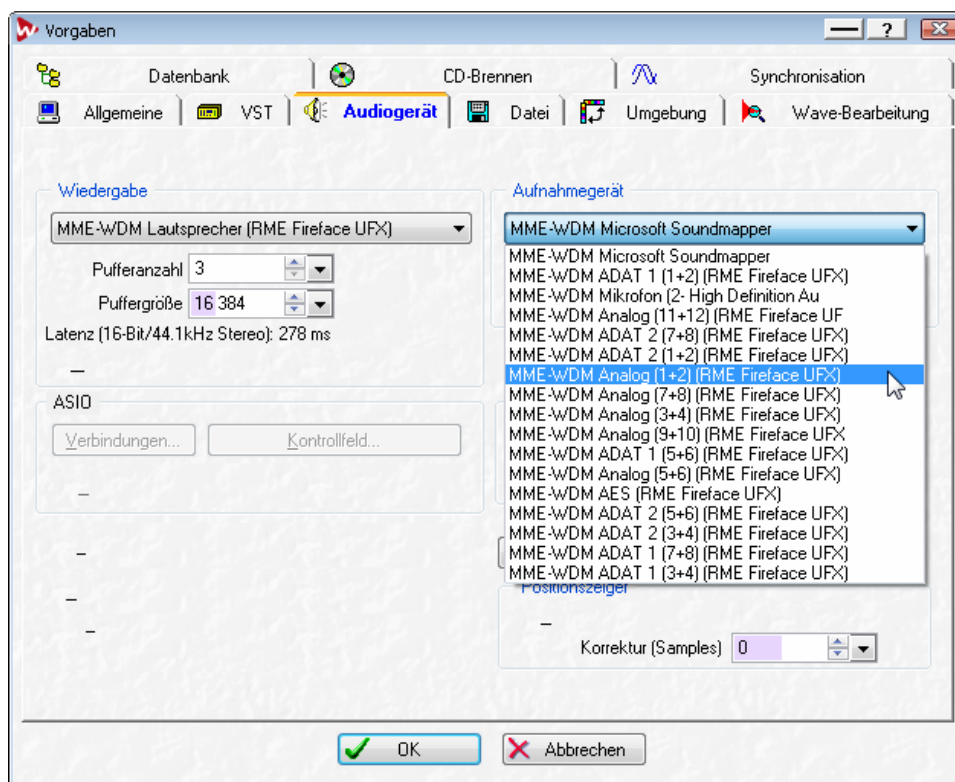 Vorgaben
?
Datenbank
CD-Brennen
Synchronisation
Allgemeine
VST
Audiogerät
Datei
Umgebung
Wave-Bearbeitung
Wiedergabe
MME-WDM Lautsprecher (RME Fireface UFX)
Pufferanzahl 3
Puffergröße 16 384
Latenz (16-Bit/44.1kHz Stereo): 278 ms
–
ASIO
Verbindungen...
Kontrollfeld...
–
–
–
–
Aufnahmegerät
MME-WDM Microsoft Soundmapper
MME-WDM Microsoft Soundmapper
MME-WDM ADAT 1 (1+2) (RME Fireface UFX)
MME-WDM Mikrofon (2- High Definition Au
MME-WDM Analog (11+12) (RME Fireface UF
MME-WDM ADAT 2 (7+8) (RME Fireface UFX)
MME-WDM ADAT 2 (1+2) (RME Fireface UFX)
MME-WDM Analog (1+2) (RME Fireface UFX)
MME-WDM Analog (7+8) (RME Fireface UFX)
MME-WDM Analog (3+4) (RME Fireface UFX)
MME-WDM Analog (9+10) (RME Fireface UFX
MME-WDM ADAT 1 (5+6) (RME Fireface UFX)
MME-WDM Analog (5+6) (RME Fireface UFX)
MME-WDM AES (RME Fireface UFX)
MME-WDM ADAT 2 (5+6) (RME Fireface UFX)
MME-WDM ADAT 2 (3+4) (RME Fireface UFX)
MME-WDM ADAT 1 (7+8) (RME Fireface UFX)
MME-WDM ADAT 1 (3+4) (RME Fireface UFX)
Positionszeiger
–
Korrektur (Samples) 0
OK
Abbrechen